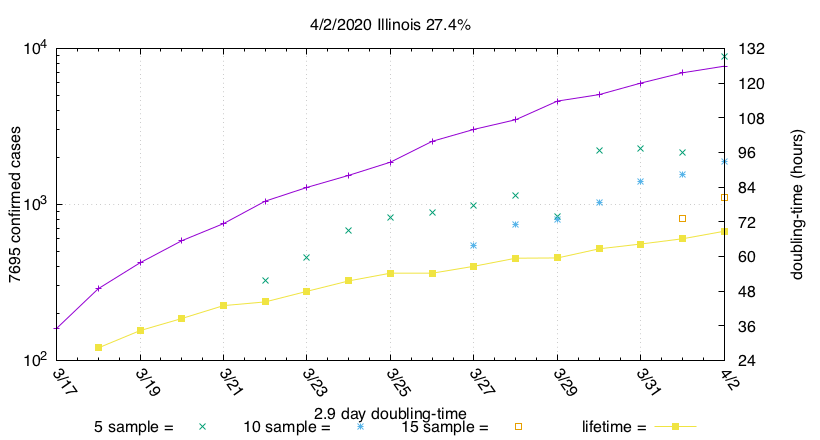 4/2/2020 Illinois 27.4%
10^4
10^3
10^2
7695 confirmed cases
132
120
108
96
84
72
60
48
36
24
doubling-time (hours)
3/17 3/19 3/21 3/23 3/25 3/27 3/29 3/31 4/2
2.9 day doubling-time
5 sample = 10 sample = 15 sample = lifetime =